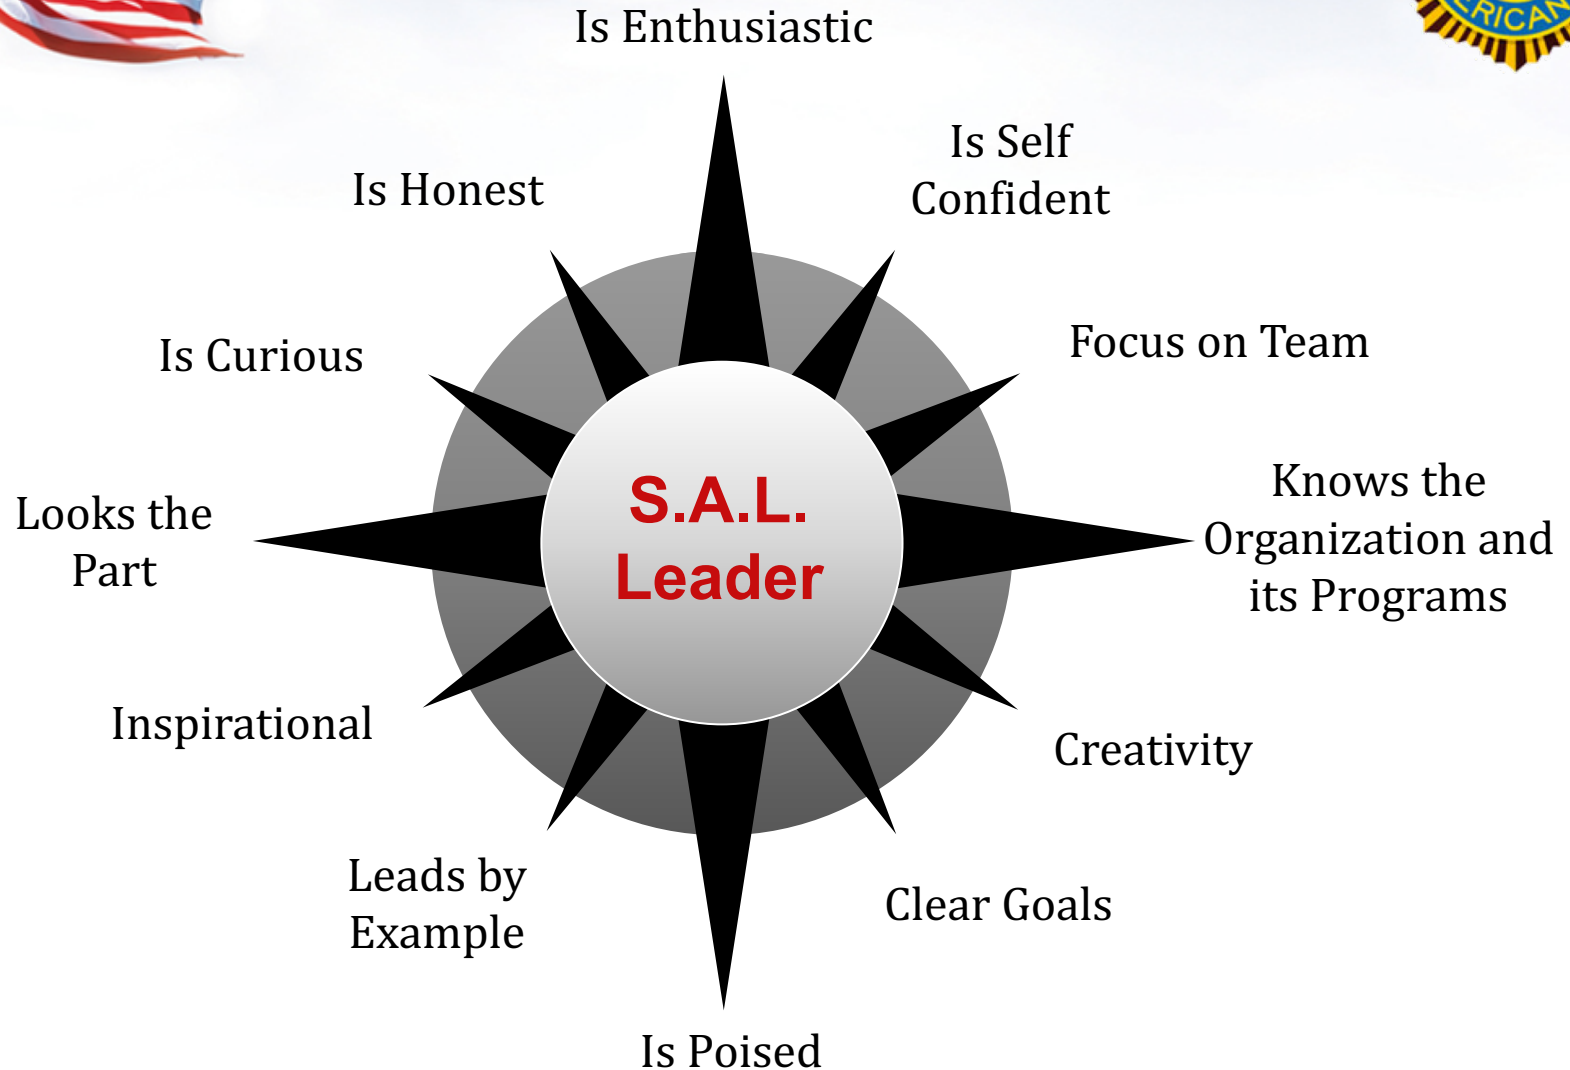 Is Enthusiastic
Is Self
Confident
Is Honest
Focus on Team
Is Curious
Knows the
Organization and
its Programs
S.A.L.
Leader
Looks the
Part
Inspirational
Creativity
Leads by
Example
Clear Goals
Is Poised